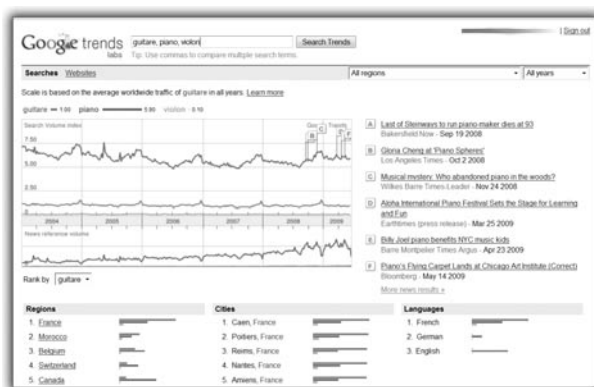 Sign out
Google trends
labs
guitare, piano, violon
Search Trends
Tip: Use commas to compare multiple search terms.
Searches Websites
All regions
All years
Scale is based on the average worldwide traffic of guitare in all years. Learn more
guitare 1.00 piano 5.90 violon 0.10
Search Volume index
Google Trends
7.50
5.00
2.50
2004 2005 2006 2007 2008 2009
News reference volume
Rank by guitare
A Last of Steinways to run piano-maker dies at 93
Bakersfield Now - Sep 19 2008
B Gloria Cheng at 'Piano Spheres'
Los Angeles Times - Oct 2 2008
C Musical mystery: Who abandoned piano in the woods?
Wilkes Barre Times-Leader - Nov 24 2008
D Aloha International Piano Festival Sets the Stage for Learning
and Fun
Earthtimes (press release) - Mar 25 2009
E Billy Joel piano benefits NYC music kids
Barre Montpelier Times Argus - Apr 23 2009
F Piano's Flying Carpet Lands at Chicago Art Institute (Correct)
Bloomberg - May 14 2009
More news results »
Regions
1. France
2. Morocco
3. Belgium
4. Switzerland
5. Canada
Cities
1. Caen, France
2. Poitiers, France
3. Reims, France
4. Nantes, France
5. Amiens, France
Languages
1. French
2. German
3. English